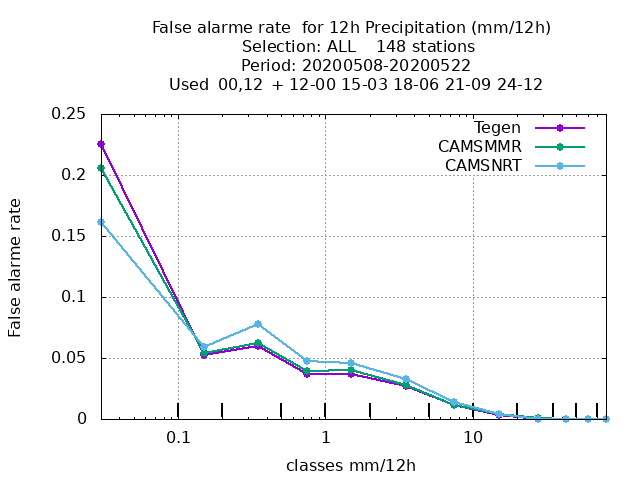 False alarme rate  for 12h Precipitation (mm/12h)
Selection: ALL    148 stations
Period: 20200508-20200522
Used  00,12  + 12-00 15-03 18-06 21-09 24-12
Tegen
CAMSMMR
CAMSNRT
0.25
0.2
0.15
0.1
0.05
0
False alarme rate
0.1
1
10
classes mm/12h